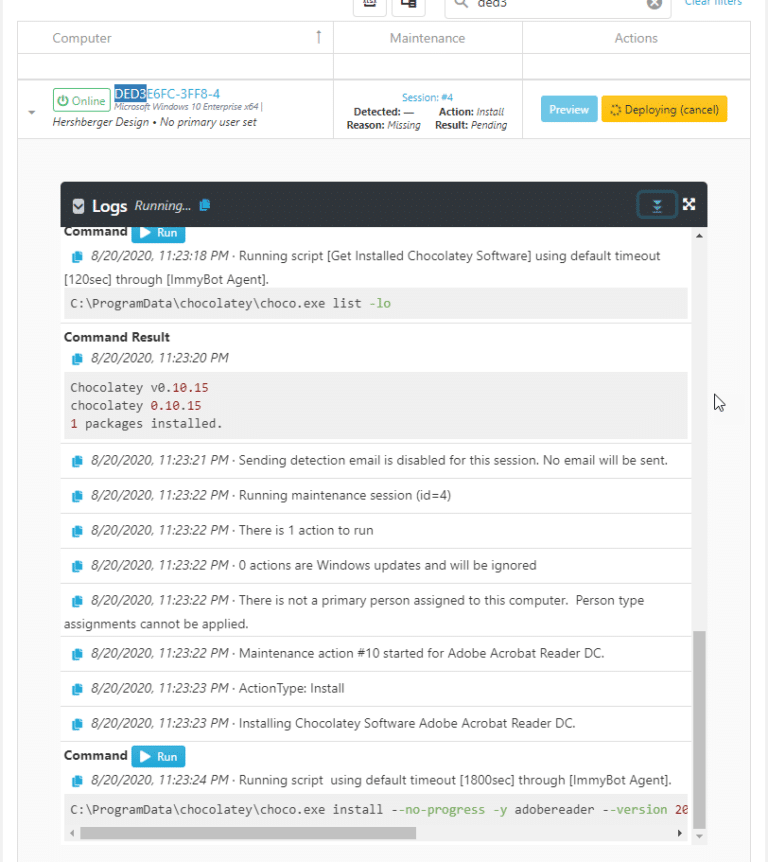 ded3
Clear filters
Computer ↑ Maintenance Actions
Online DED3E6FC-3FF8-4
Microsoft Windows 10 Enterprise x64 |
Hershberger Design • No primary user set
Session: #4
Detected: — Action: Install
Reason: Missing Result: Pending
Preview Deploying (cancel)
Logs Running...
Command Run
8/20/2020, 11:23:18 PM · Running script [Get Installed Chocolatey Software] using default timeout
[120sec] through [ImmyBot Agent].
C:\ProgramData\chocolatey\choco.exe list -lo
Command Result
8/20/2020, 11:23:20 PM
Chocolatey v0.10.15
chocolatey 0.10.15
1 packages installed.
8/20/2020, 11:23:21 PM · Sending detection email is disabled for this session. No email will be sent.
8/20/2020, 11:23:22 PM · Running maintenance session (id=4)
8/20/2020, 11:23:22 PM · There is 1 action to run
8/20/2020, 11:23:22 PM · 0 actions are Windows updates and will be ignored
8/20/2020, 11:23:22 PM · There is not a primary person assigned to this computer. Person type
assignments cannot be applied.
8/20/2020, 11:23:22 PM · Maintenance action #10 started for Adobe Acrobat Reader DC.
8/20/2020, 11:23:23 PM · ActionType: Install
8/20/2020, 11:23:23 PM · Installing Chocolatey Software Adobe Acrobat Reader DC.
Command Run
8/20/2020, 11:23:24 PM · Running script using default timeout [1800sec] through [ImmyBot Agent].
C:\ProgramData\chocolatey\choco.exe install --no-progress -y adobereader --version 20